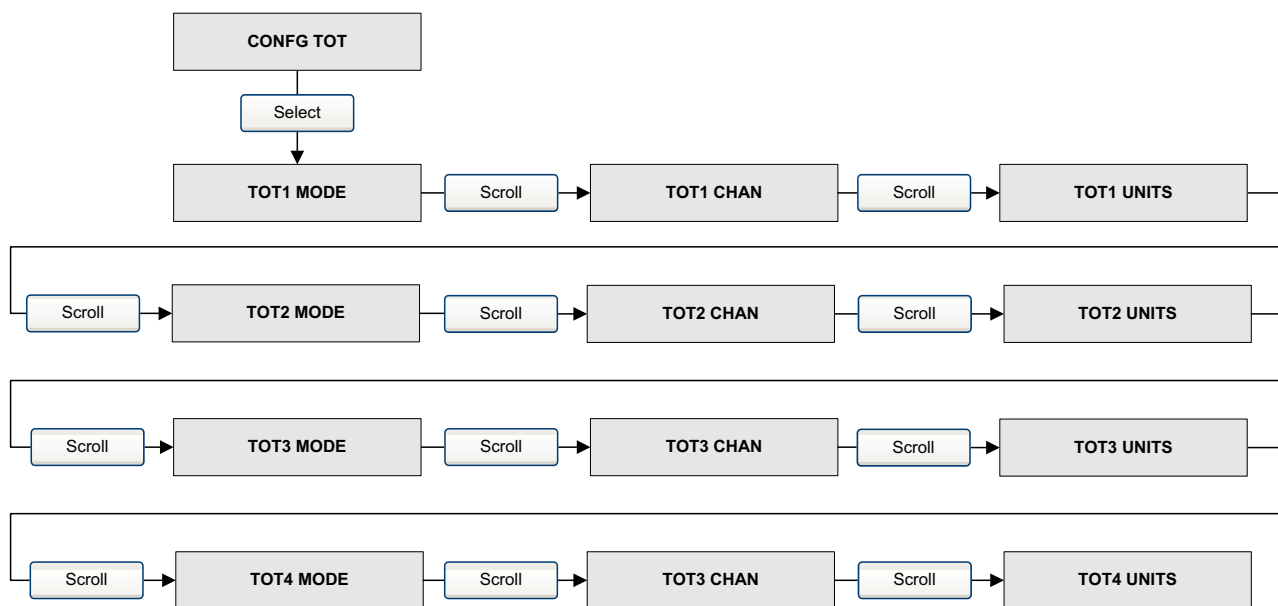 CONFG TOT
Select
TOT1 MODE
Scroll
TOT1 CHAN
Scroll
TOT1 UNITS
Scroll
TOT2 MODE
Scroll
TOT2 CHAN
Scroll
TOT2 UNITS
Scroll
TOT3 MODE
Scroll
TOT3 CHAN
Scroll
TOT3 UNITS
Scroll
TOT4 MODE
Scroll
TOT3 CHAN
Scroll
TOT4 UNITS